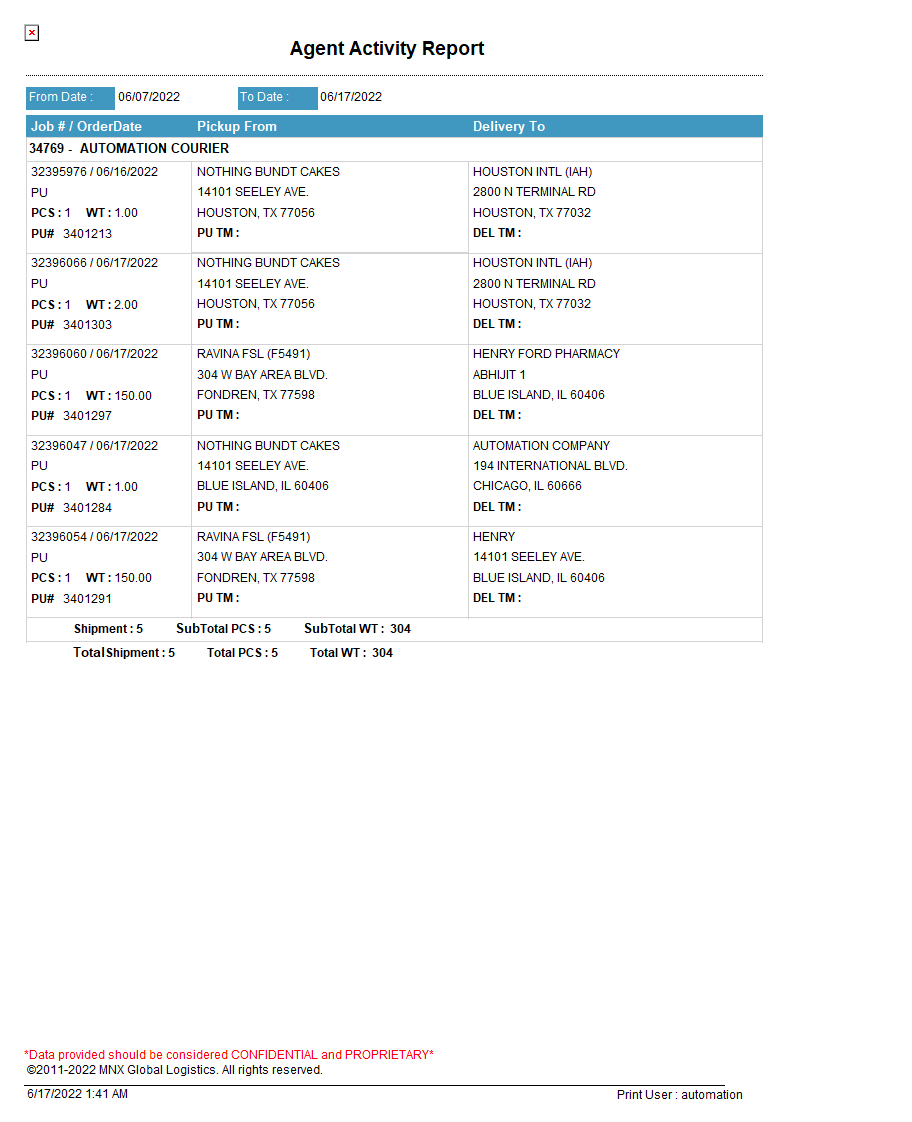 Agent Activity Report
From Date : 06/07/2022 To Date : 06/17/2022
Job # / OrderDate Pickup From Delivery To
34769 - AUTOMATION COURIER
32395976 / 06/16/2022 NOTHING BUNDT CAKES HOUSTON INTL (IAH)
PU 14101 SEELEY AVE. 2800 N TERMINAL RD
PCS : 1 WT : 1.00 HOUSTON, TX 77056 HOUSTON, TX 77032
PU# 3401213 PU TM : DEL TM :
32396066 / 06/17/2022 NOTHING BUNDT CAKES HOUSTON INTL (IAH)
PU 14101 SEELEY AVE. 2800 N TERMINAL RD
PCS : 1 WT : 2.00 HOUSTON, TX 77056 HOUSTON, TX 77032
PU# 3401303 PU TM : DEL TM :
32396060 / 06/17/2022 RAVINA FSL (F5491) HENRY FORD PHARMACY
PU 304 W BAY AREA BLVD. ABHIJIT 1
PCS : 1 WT : 150.00 FONDREN, TX 77598 BLUE ISLAND, IL 60406
PU# 3401297 PU TM : DEL TM :
32396047 / 06/17/2022 NOTHING BUNDT CAKES AUTOMATION COMPANY
PU 14101 SEELEY AVE. 194 INTERNATIONAL BLVD.
PCS : 1 WT : 1.00 BLUE ISLAND, IL 60406 CHICAGO, IL 60666
PU# 3401284 PU TM : DEL TM :
32396054 / 06/17/2022 RAVINA FSL (F5491) HENRY
PU 304 W BAY AREA BLVD. 14101 SEELEY AVE.
PCS : 1 WT : 150.00 FONDREN, TX 77598 BLUE ISLAND, IL 60406
PU# 3401291 PU TM : DEL TM :
Shipment : 5 SubTotal PCS : 5 SubTotal WT : 304
Total Shipment : 5 Total PCS : 5 Total WT : 304
*Data provided should be considered CONFIDENTIAL and PROPRIETARY*
©2011-2022 MNX Global Logistics. All rights reserved.
6/17/2022 1:41 AM Print User : automation